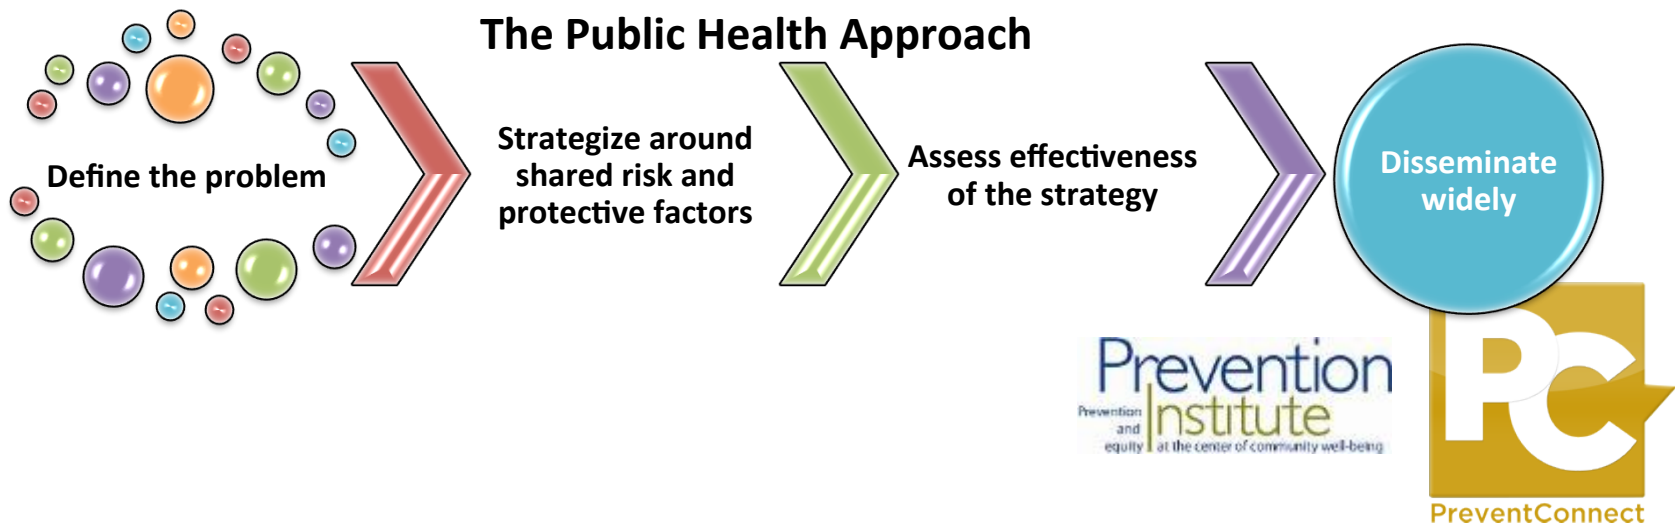 The Public Health Approach
Define the problem
Strategize around
shared risk and
protective factors
Assess effectiveness
of the strategy
Disseminate
widely
Prevention
Institute
Prevention
and
equity
at the center of community well-being
PC
PreventConnect